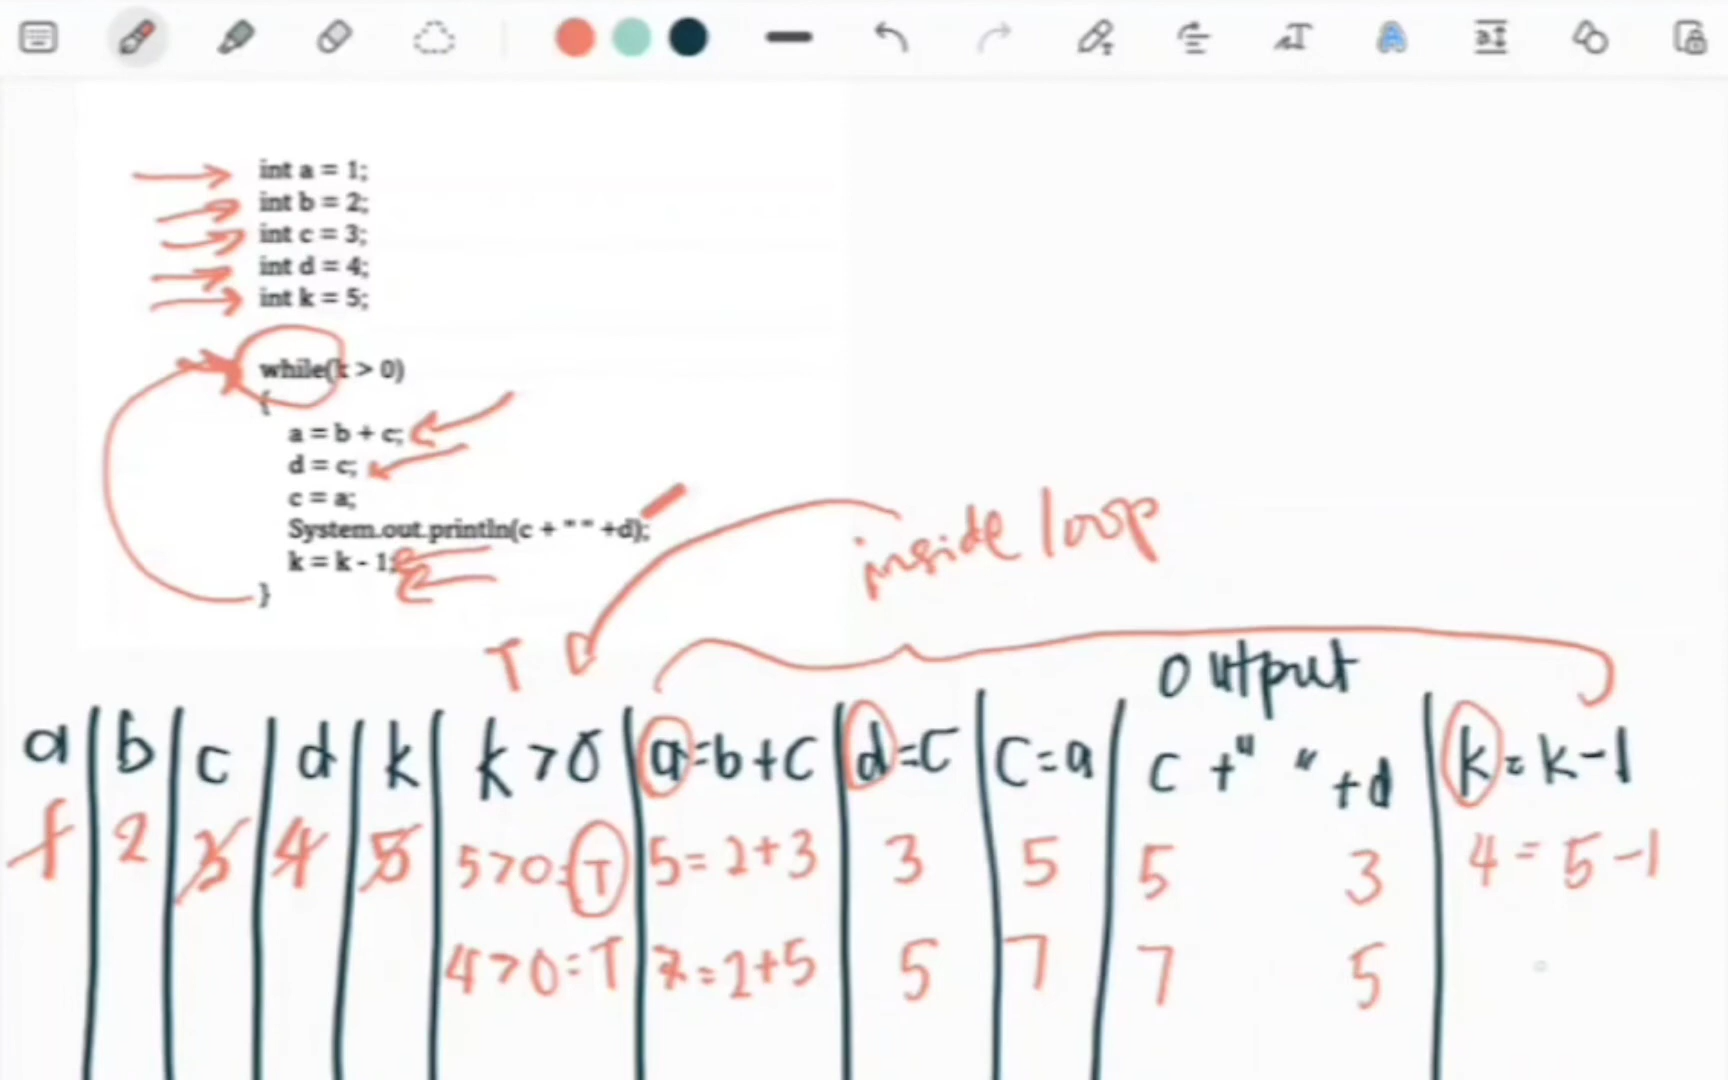 int a = 1;
int b = 2;
int c = 3;
int d = 4;
int k = 5;
while(k > 0)
{
a = b + c;
d = c;
c = a;
System.out.println(c + " " +d);
k = k - 1;
}
inside loop
T
output
a b c d k k>0 a=b+c d=c c=a c +" " +d k=k-1
1 2 3 4 5 5>0=T 5=2+3 3 5 5 3 4=5-1
4>0=T 7=2+5 5 7 7 5